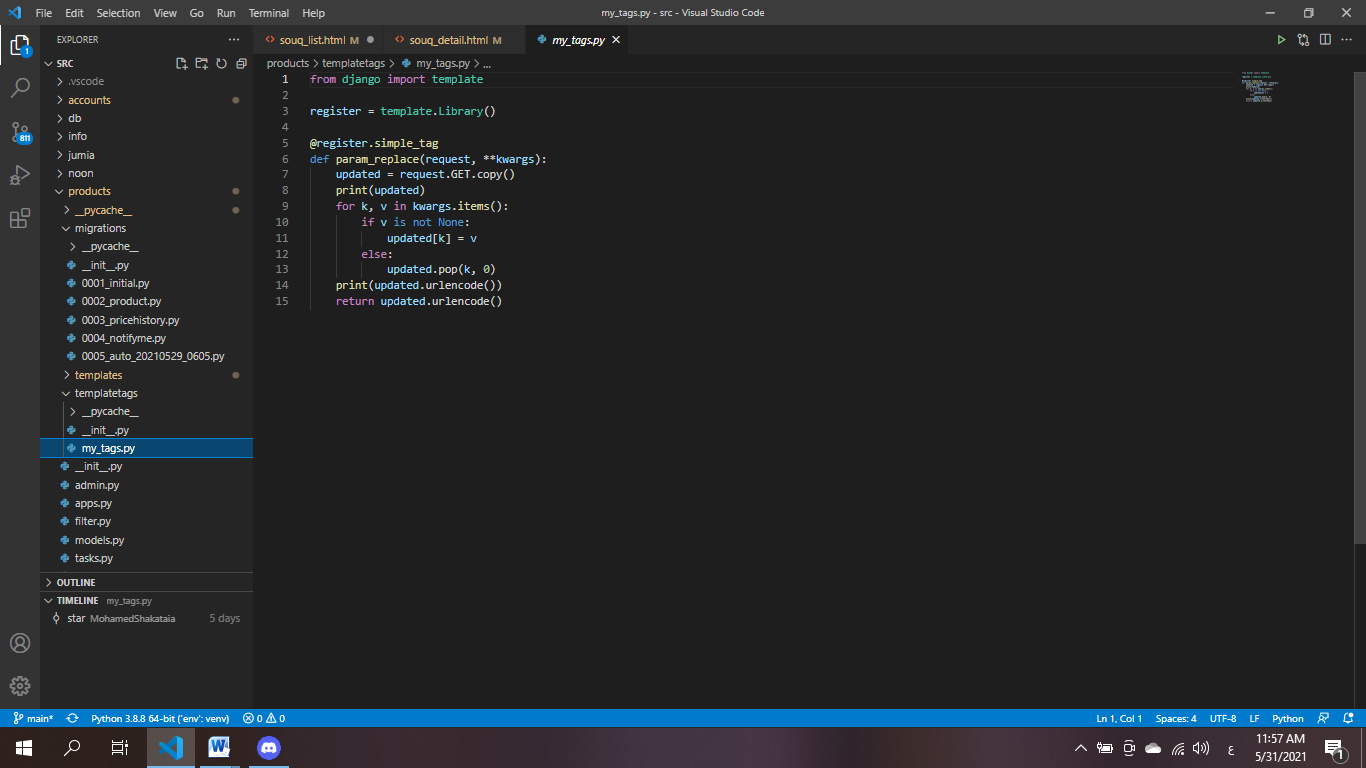 File Edit Selection View Go Run Terminal Help
my_tags.py - src - Visual Studio Code
EXPLORER
SRC
.vscode
accounts
db
info
jumia
noon
products
__pycache__
migrations
__pycache__
__init__.py
0001_initial.py
0002_product.py
0003_pricehistory.py
0004_notifyme.py
0005_auto_20210529_0605.py
templates
templatetags
__pycache__
__init__.py
my_tags.py
__init__.py
admin.py
apps.py
filter.py
models.py
tasks.py
OUTLINE
TIMELINE my_tags.py
star MohamedShakataia 5 days
1
811
souq_list.html M
souq_detail.html M
my_tags.py
products > templatetags > my_tags.py > ...
1 from django import template
2
3 register = template.Library()
4
5 @register.simple_tag
6 def param_replace(request, **kwargs):
7 updated = request.GET.copy()
8 print(updated)
9 for k, v in kwargs.items():
10 if v is not None:
11 updated[k] = v
12 else:
13 updated.pop(k, 0)
14 print(updated.urlencode())
15 return updated.urlencode()
main* Python 3.8.8 64-bit ('env': venv) 0 0
Ln 1, Col 1 Spaces: 4 UTF-8 LF Python
ع
11:57 AM
5/31/2021
1